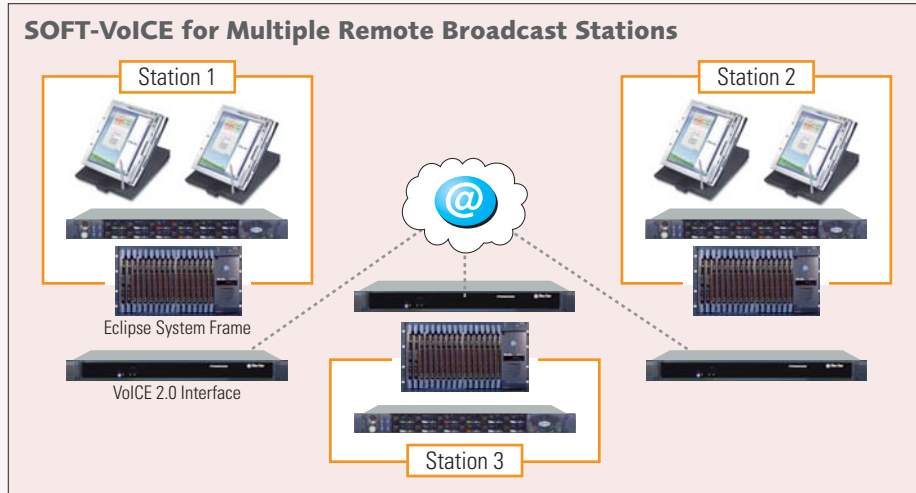 SOFT-VoICE for Multiple Remote Broadcast Stations
Station 1
Station 2
@
Eclipse System Frame
VoICE 2.0 Interface
Station 3